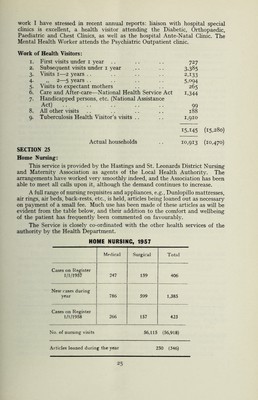 work I have stressed in recent annual reports: liaison with hospital special
clinics is excellent, a health visitor attending the Diabetic, Orthopaedic,
Paediatric and Chest Clinics, as well as the hospital Ante-Natal Clinic. The
Mental Health Worker attends the Psychiatric Outpatient clinic.
Work of Health Visitors:
1. First visits under 1 year .. .. .. 727
2. Subsequent visits under 1 year .. .. 3,385
3. Visits 1—2 years .. .. .. .. 2,133
4. „ 2—5 years .. .. .. .. 5,094
5. Visits to expectant mothers .. .. 265
6. Care and After-care—National Health Service Act 1,344
7. Handicapped persons, etc. (National Assistance
Act) .. .. .. .. 99
8. All other visits .. .. .. .. 188
9. Tuberculosis Health Visitor's visits .. .. 1,910
15,145 (15,280)
Actual households .. 10,913 (10,470)
SECTION 25
Home Nursing:
This service is provided by the Hastings and St. Leonards District Nursing
and Maternity Association as agents of the Local Health Authority. The
arrangements have worked very smoothly indeed, and the Association has been
able to meet all calls upon it, although the demand continues to increase.
A full range of nursing requisites and appliances, e.g., Dunlopillo mattresses,
air rings, air beds, back-rests, etc., is held, articles being loaned out as necessary
on payment of a small fee. Much use has been made of these articles as will be
evident from the table below, and their addition to the comfort and wellbeing
of the patient has frequently been commented on favourably.
The Service is closely co-ordinated with the other health services of the
authority by the Health Department.
HOME NURSING, 1957
Medical Surgical Total
Cases on Register
1/1/1957 247 159 406
New cases during
year 786 599 1,385
Cases on Register
1/1/1958 266 157 423
No. of nursing visits 36,115 (36,918)
Articles loaned during the year 250 (346)
25